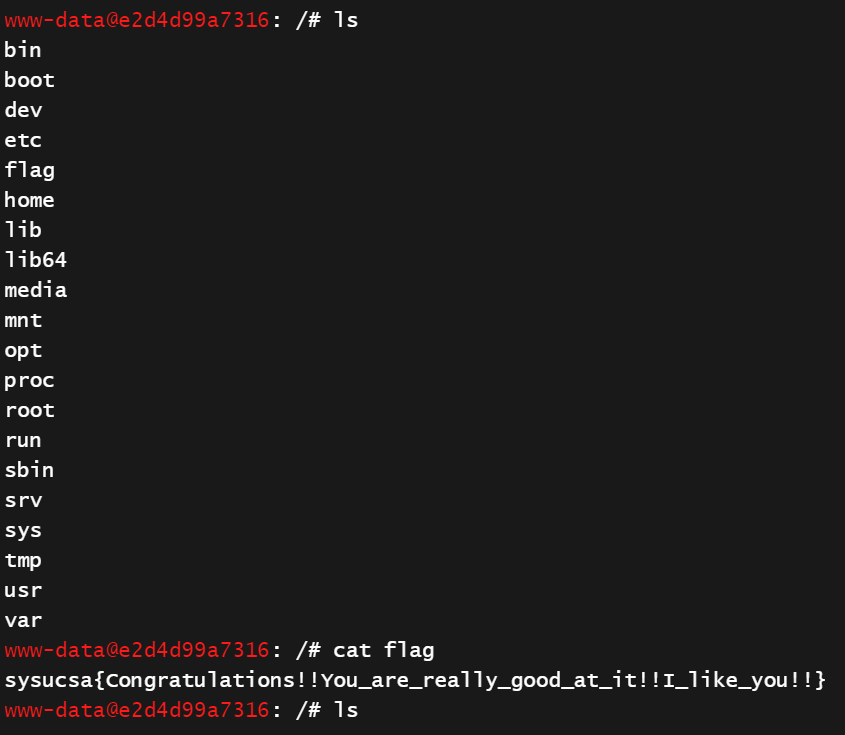 www-data@e2d4d99a7316: /# ls
bin
boot
dev
etc
flag
home
lib
lib64
media
mnt
opt
proc
root
run
sbin
srv
sys
tmp
usr
var
www-data@e2d4d99a7316: /# cat flag
sysucsa{Congratulations!!You_are_really_good_at_it!!I_like_you!!}
www-data@e2d4d99a7316: /# ls